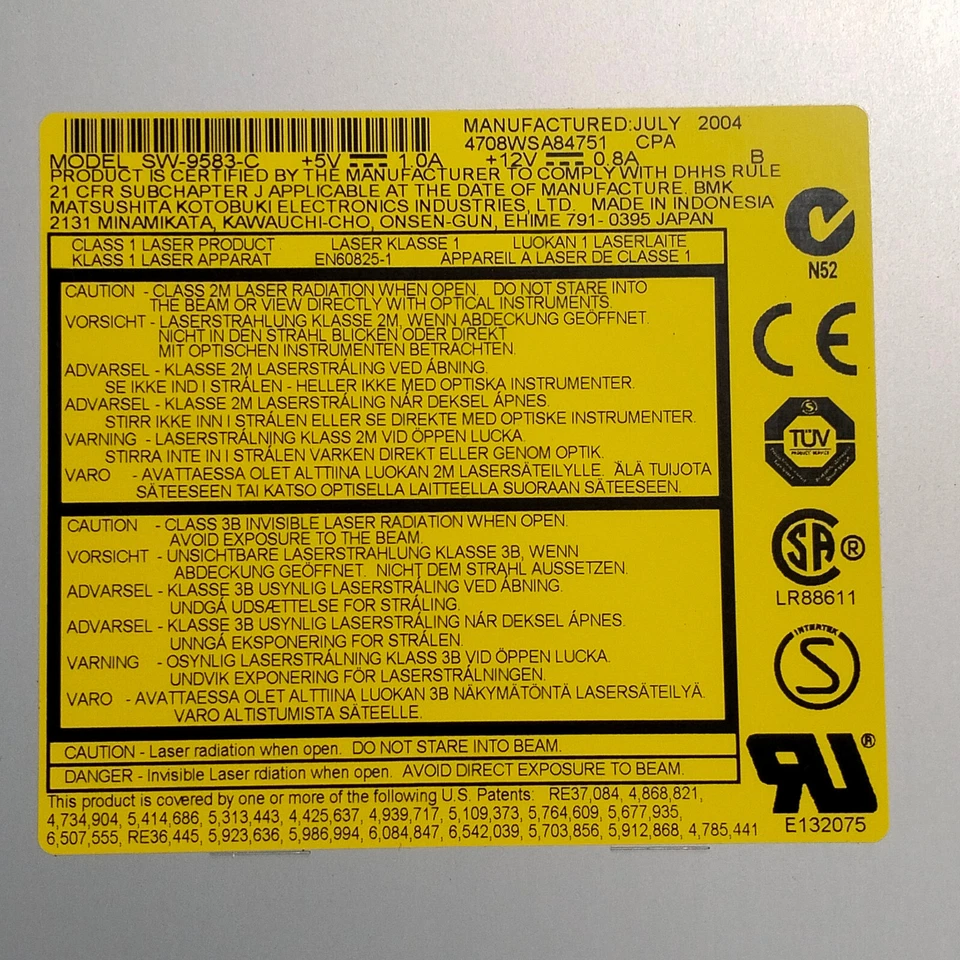 MANUFACTURED:JULY 2004
4708WSA84751 CPA
MODEL SW-9583-C +5V 1.0A +12V 0.8A B
PRODUCT IS CERTIFIED BY THE MANUFACTURER TO COMPLY WITH DHHS RULE
21 CFR SUBCHAPTER J APPLICABLE AT THE DATE OF MANUFACTURE. BMK
MATSUSHITA KOTOBUKI ELECTRONICS INDUSTRIES, LTD. MADE IN INDONESIA
2131 MINAMIKATA, KAWAUCHI-CHO, ONSEN-GUN, EHIME 791- 0395 JAPAN
N52
CLASS 1 LASER PRODUCT LASER KLASSE 1 LUOKAN 1 LASERLAITE
KLASS 1 LASER APPARAT EN60825-1 APPAREIL A LASER DE CLASSE 1
CAUTION - CLASS 2M LASER RADIATION WHEN OPEN. DO NOT STARE INTO
THE BEAM OR VIEW DIRECTLY WITH OPTICAL INSTRUMENTS.
VORSICHT - LASERSTRAHLUNG KLASSE 2M, WENN ABDECKUNG GEÖFFNET.
NICHT IN DEN STRAHL BLICKEN ODER DIREKT
MIT OPTISCHEN INSTRUMENTEN BETRACHTEN.
ADVARSEL - KLASSE 2M LASERSTRÅLING VED ÅBNING.
SE IKKE IND I STRÅLEN - HELLER IKKE MED OPTISKA INSTRUMENTER.
ADVARSEL - KLASSE 2M LASERSTRÅLING NÅR DEKSEL ÅPNES.
STIRR IKKE INN I STRÅLEN ELLER SE DIREKTE MED OPTISKE INSTRUMENTER.
VARNING - LASERSTRÅLNING KLASS 2M VID ÖPPEN LUCKA.
STIRRA INTE IN I STRÅLEN VARKEN DIREKT ELLER GENOM OPTIK.
VARO - AVATTAESSA OLET ALTTIINA LUOKAN 2M LASERSÄTEILYLLE. ÄLÄ TUIJOTA
SÄTEESEEN TAI KATSO OPTISELLA LAITTEELLA SUORAAN SÄTEESEEN.
CE
TÜV
PRODUCT SERVICE
CAUTION - CLASS 3B INVISIBLE LASER RADIATION WHEN OPEN.
AVOID EXPOSURE TO THE BEAM.
VORSICHT - UNSICHTBARE LASERSTRAHLUNG KLASSE 3B, WENN
ABDECKUNG GEÖFFNET. NICHT DEM STRAHL AUSSETZEN.
ADVARSEL - KLASSE 3B USYNLIG LASERSTRÅLING VED ÅBNING.
UNDGÅ UDSÆTTELSE FOR STRÅLING.
ADVARSEL - KLASSE 3B USYNLIG LASERSTRÅLING NÅR DEKSEL ÅPNES.
UNNGÅ EKSPONERING FOR STRÅLEN.
VARNING - OSYNLIG LASERSTRÅLNING KLASS 3B VID ÖPPEN LUCKA.
UNDVIK EXPONERING FÖR LASERSTRÅLNINGEN.
VARO - AVATTAESSA OLET ALTTIINA LUOKAN 3B NÄKYMÄTÖNTÄ LASERSÄTEILYÄ.
VARO ALTISTUMISTA SÄTEELLE.
SA ®
LR88611
INTERTEK
S
CAUTION - Laser radiation when open. DO NOT STARE INTO BEAM.
DANGER - Invisible Laser rdiation when open. AVOID DIRECT EXPOSURE TO BEAM.
RU ®
E132075
This product is covered by one or more of the following U.S. Patents: RE37,084, 4,868,821,
4,734,904, 5,414,686, 5,313,443, 4,425,637, 4,939,717, 5,109,373, 5,764,609, 5,677,935,
6,507,555, RE36,445, 5,923,636, 5,986,994, 6,084,847, 6,542,039, 5,703,856, 5,912,868, 4,785,441